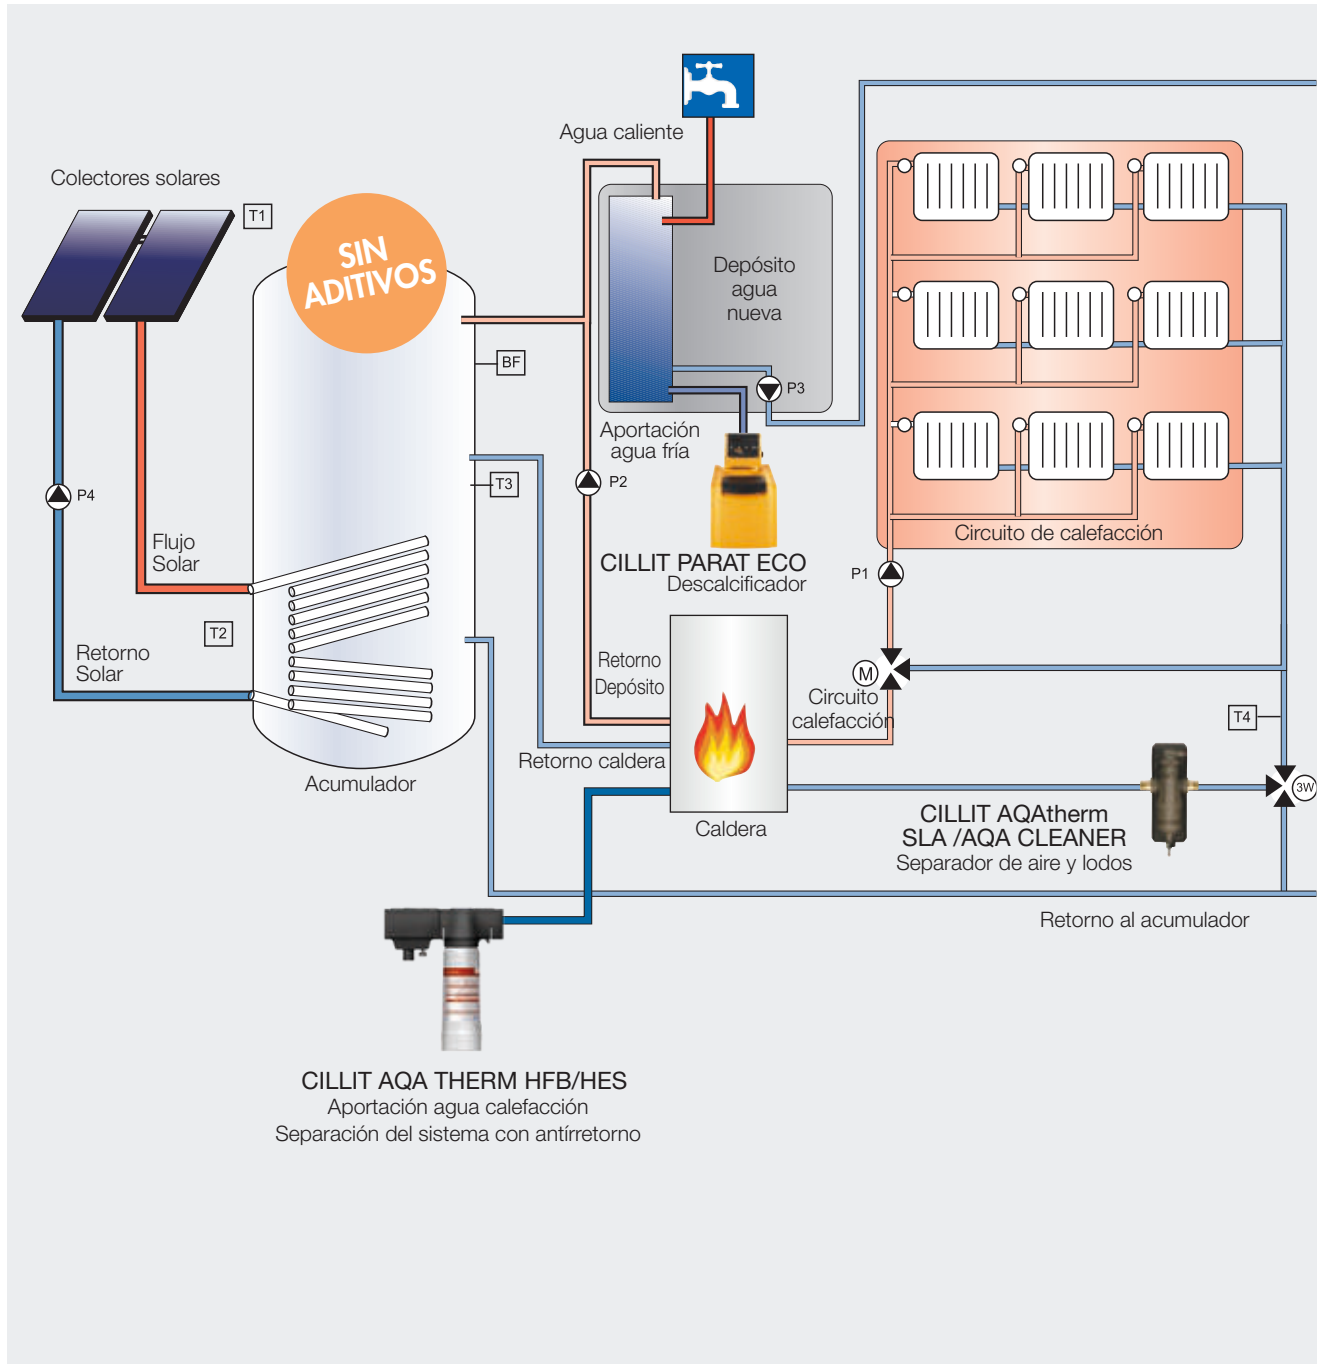 Agua caliente
Colectores solares
T1
SIN
ADITIVOS
Depósito
agua
nueva
BF
P3
Aportación
agua fría
T3
P2
P4
Flujo
Solar
CILLIT PARAT ECO
Descalcificador
Circuito de calefacción
P1
T2
Retorno
Solar
Retorno
Depósito
M
Circuito
calefacción
T4
Retorno caldera
Acumulador
Caldera
3W
CILLIT AQAtherm
SLA /AQA CLEANER
Separador de aire y lodos
Retorno al acumulador
CILLIT AQA THERM HFB/HES
Aportación agua calefacción
Separación del sistema con antírretorno